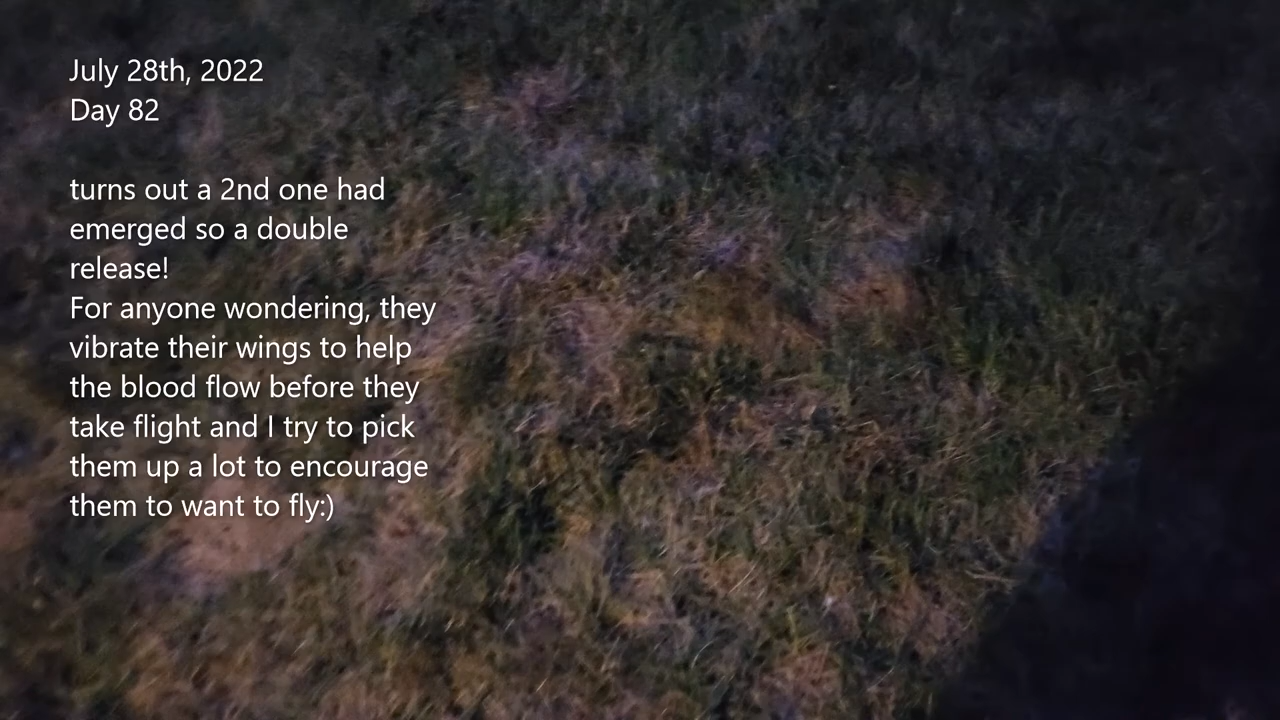 July 28th, 2022
Day 82
turns out a 2nd one had
emerged so a double
release!
For anyone wondering, they
vibrate their wings to help
the blood flow before they
take flight and I try to pick
them up a lot to encourage
them to want to fly:)